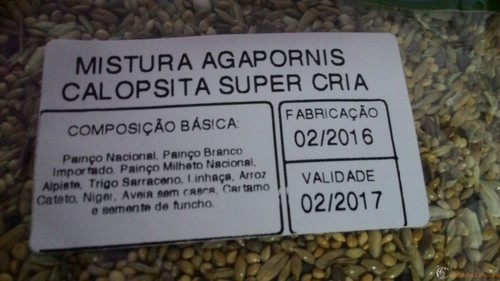 MISTURA AGAPORNIS
CALOPSITA SUPER CRIA
COMPOSIÇÃO BÁSICA:
Painço Nacional, Painço Branco
Importado, Painço Milheto Nacional,
Alpiste, Trigo Sarraceno, Linhaça, Arroz
Cateto, Niger, Aveia sem casca, Cartamo
e semente de funcho.
FABRICAÇÃO
02/2016
VALIDADE
02/2017